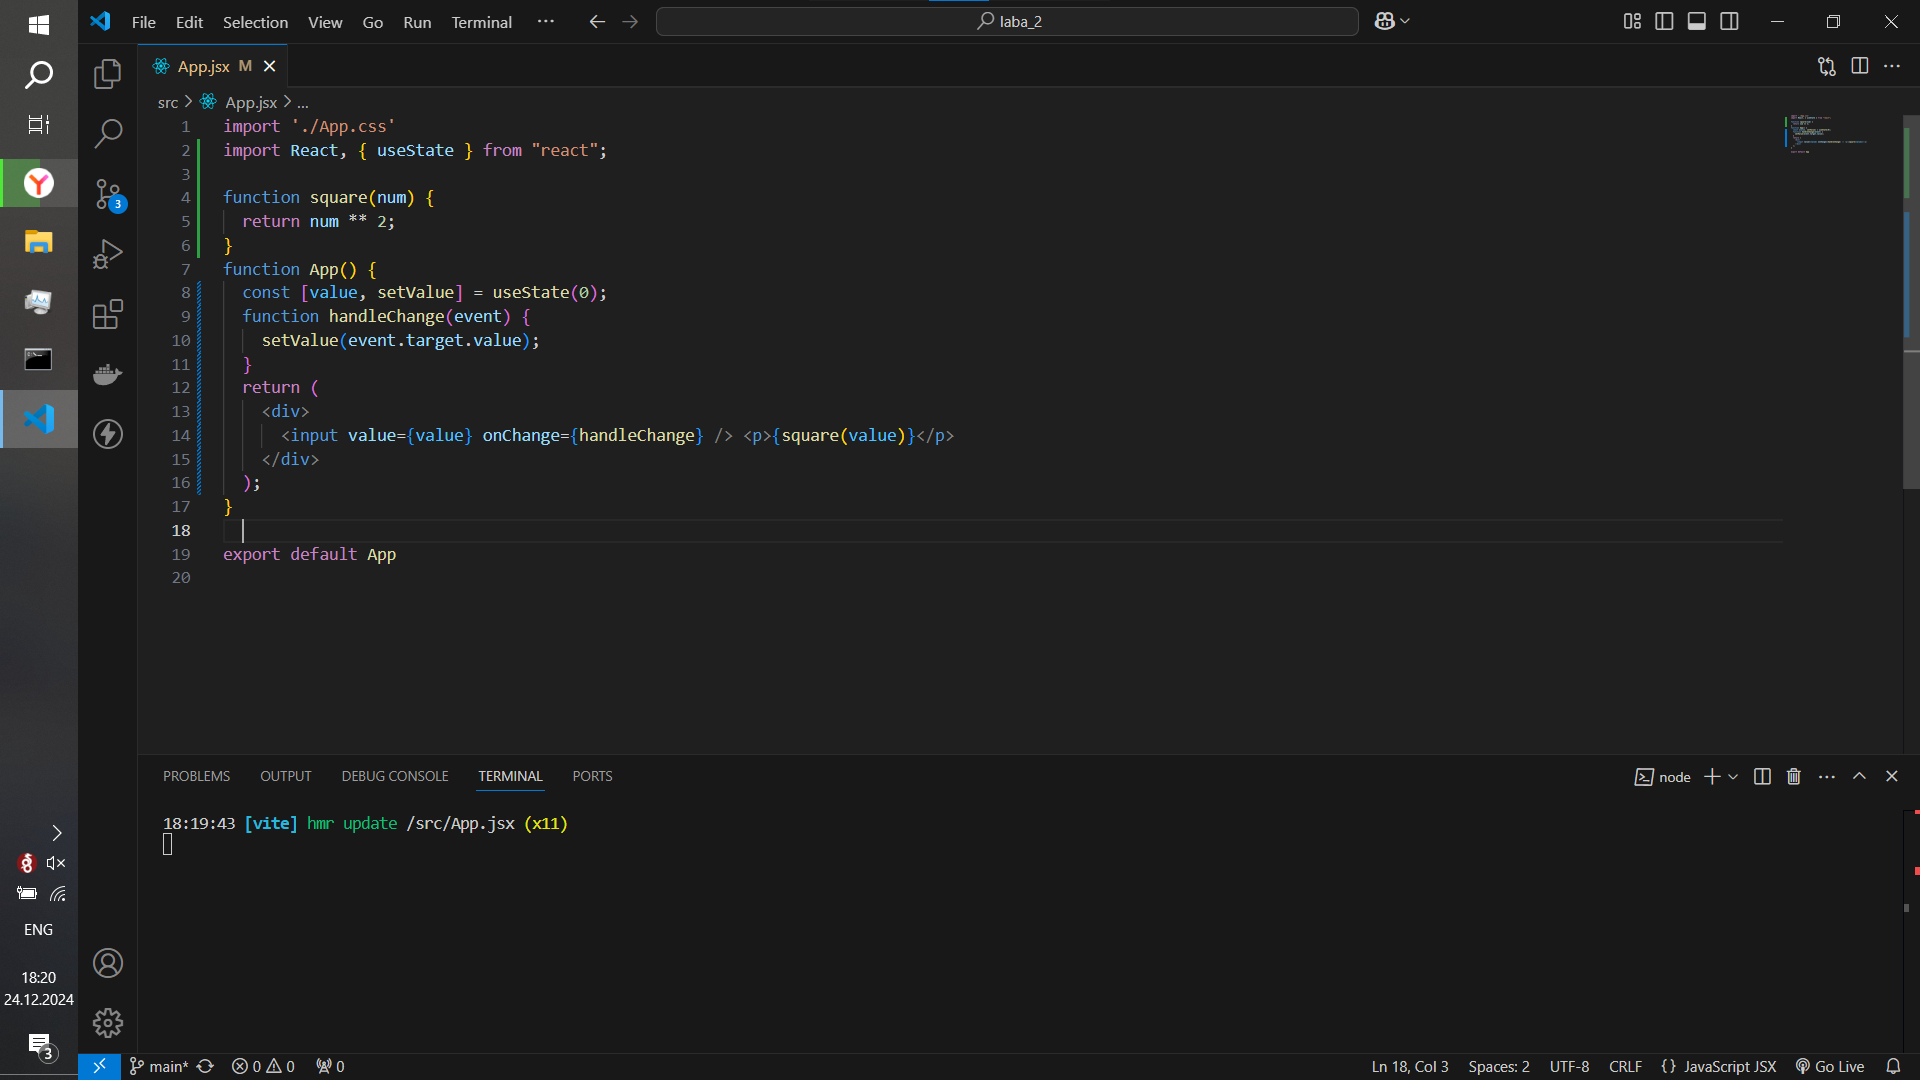 File Edit Selection View Go Run Terminal ··· laba_2
App.jsx M
src > App.jsx > ...
1 import './App.css'
2 import React, { useState } from "react";
3
4 function square(num) {
5   return num ** 2;
6 }
7 function App() {
8   const [value, setValue] = useState(0);
9   function handleChange(event) {
10     setValue(event.target.value);
11   }
12   return (
13     <div>
14       <input value={value} onChange={handleChange} /> <p>{square(value)}</p>
15     </div>
16   );
17 }
18
19 export default App
20
3
PROBLEMS OUTPUT DEBUG CONSOLE TERMINAL PORTS node
18:19:43 [vite] hmr update /src/App.jsx (x11)
ENG
18:20
24.12.2024
3
main* 0 0 0 Ln 18, Col 3 Spaces: 2 UTF-8 CRLF {} JavaScript JSX Go Live